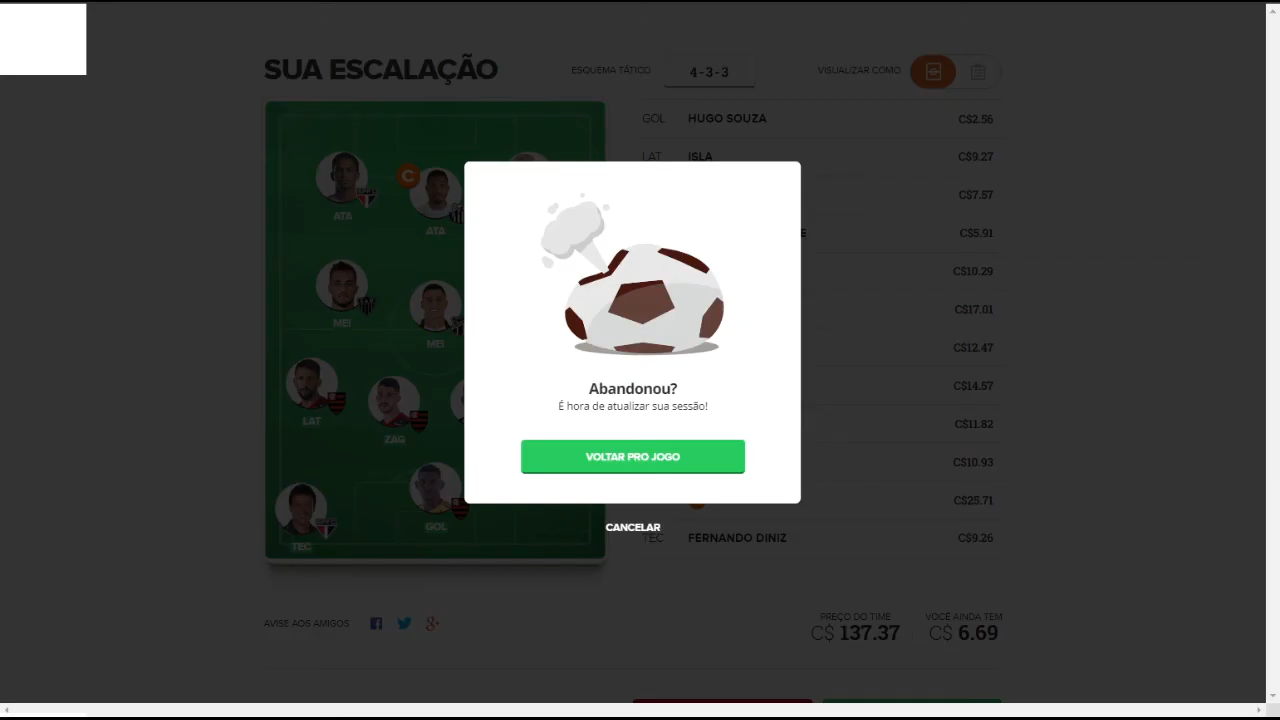 SUA ESCALAÇÃO
ESQUEMA TÁTICO
4-3-3
VISUALIZAR COMO
GOL HUGO SOUZA C$2.56
LAT ISLA C$9.27
C$7.57
C$5.91
C$10.29
C$17.01
C$12.47
C$14.57
C$11.82
C$10.93
C$25.71
TEC FERNANDO DINIZ C$9.26
C
ATA
ATA
MEI
MEI
LAT
ZAG
GOL
TEC
Abandonou?
É hora de atualizar sua sessão!
VOLTAR PRO JOGO
CANCELAR
AVISE AOS AMIGOS
PREÇO DO TIME
C$ 137.37
VOCÊ AINDA TEM
C$ 6.69